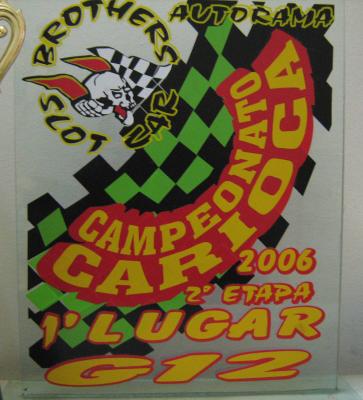 BROTHERS
SLOT CAR
AUTORAMA
CAMPEONATO
CARIOCA
2006
2ª ETAPA
1º LUGAR
G12